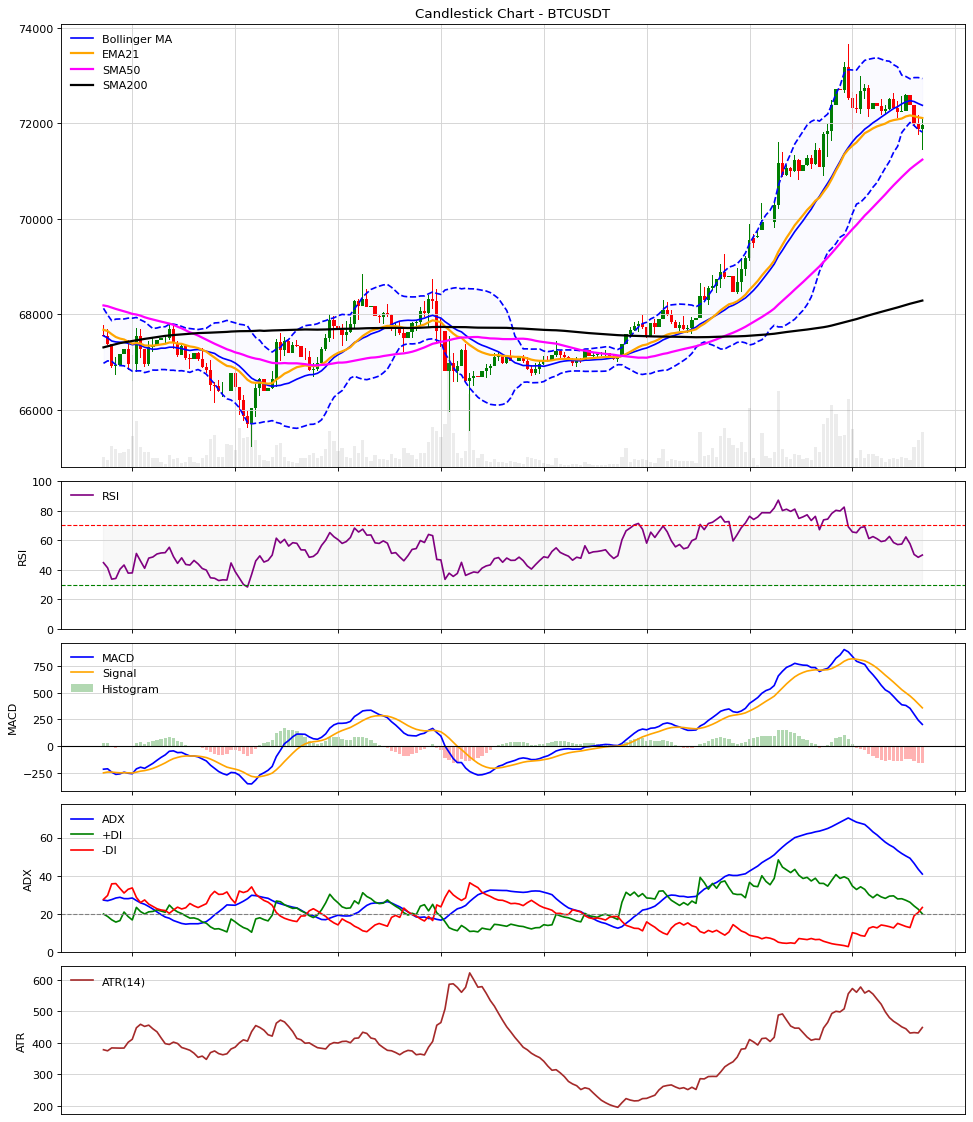 Candlestick Chart - BTCUSDT
74000
72000
70000
68000
66000
Bollinger MA
EMA21
SMA50
SMA200
100
80
60
40
20
0
RSI
RSI
750
500
250
0
−250
MACD
MACD
Signal
Histogram
60
40
20
0
ADX
ADX
+DI
-DI
600
500
400
300
200
ATR
ATR(14)